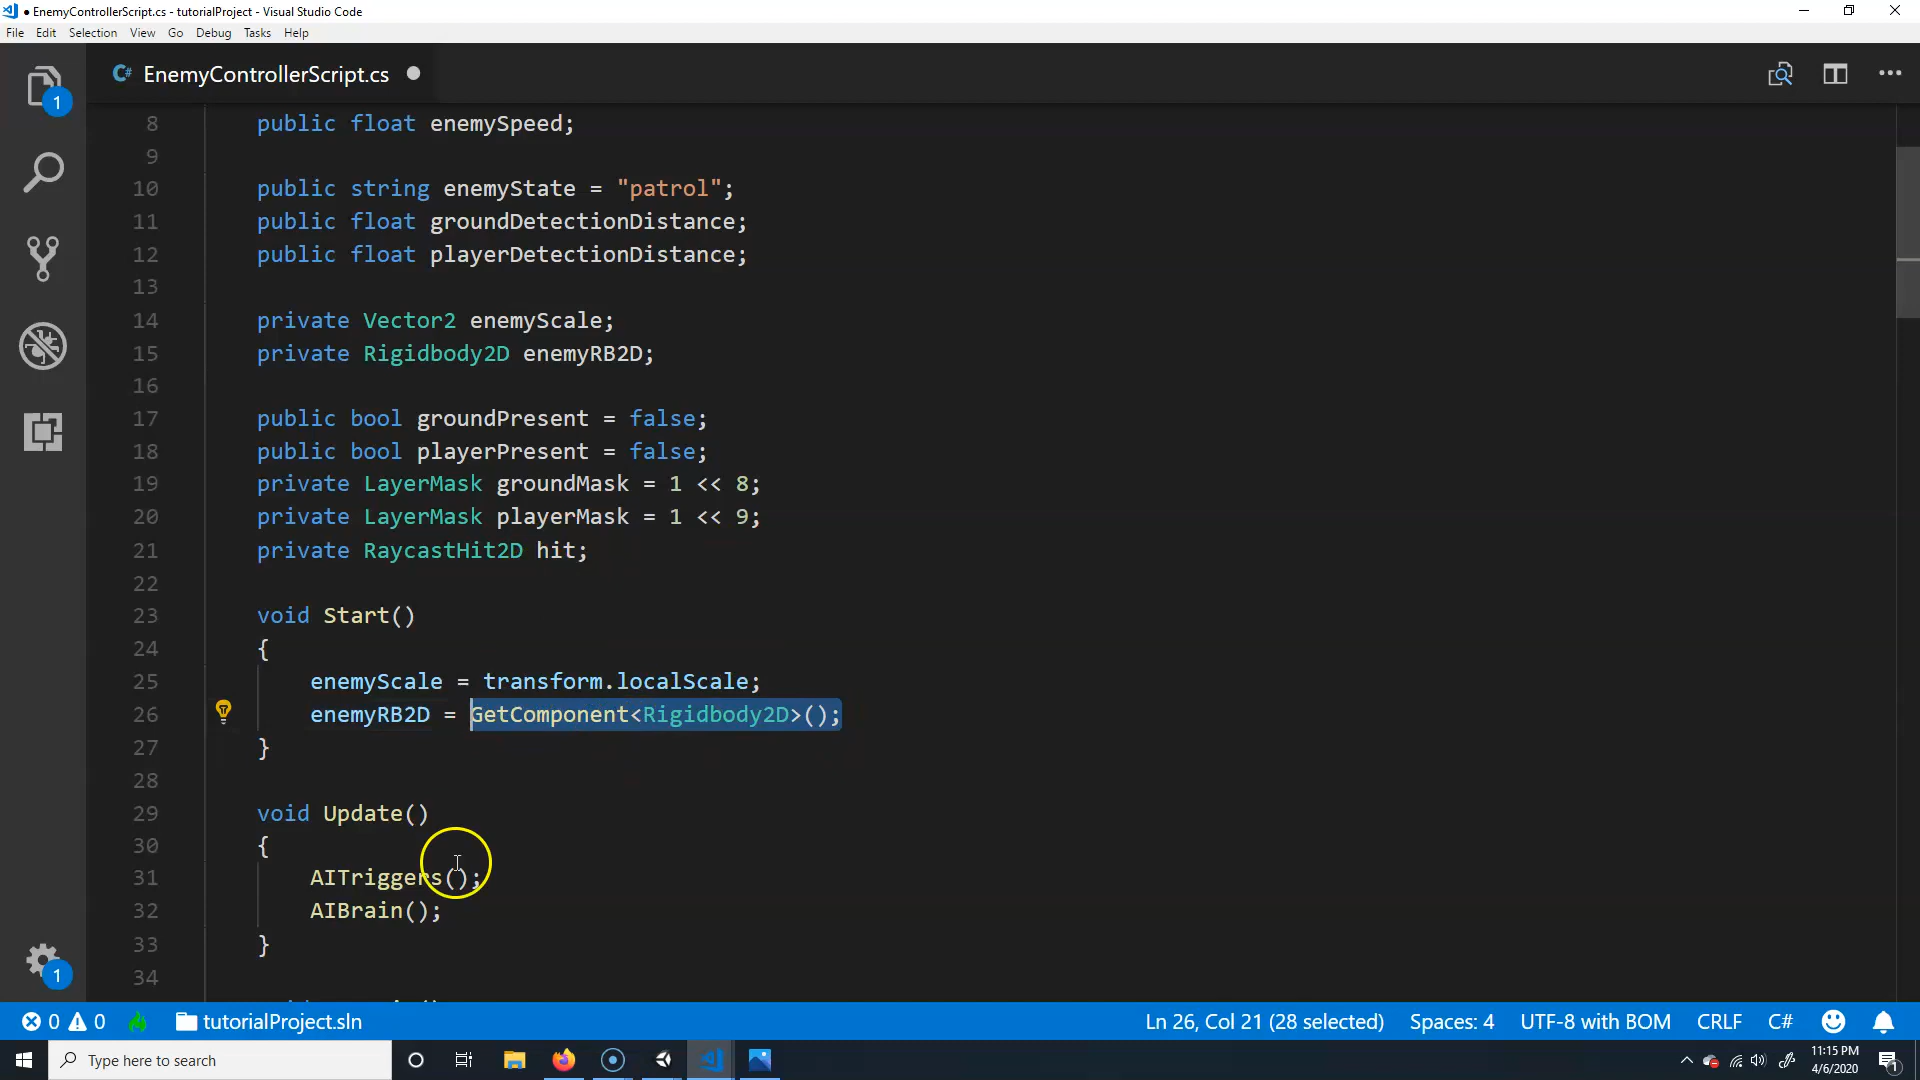 ● EnemyControllerScript.cs - tutorialProject - Visual Studio Code
File Edit Selection View Go Debug Tasks Help
C# EnemyControllerScript.cs ●
1
8 public float enemySpeed;
9
10 public string enemyState = "patrol";
11 public float groundDetectionDistance;
12 public float playerDetectionDistance;
13
14 private Vector2 enemyScale;
15 private Rigidbody2D enemyRB2D;
16
17 public bool groundPresent = false;
18 public bool playerPresent = false;
19 private LayerMask groundMask = 1 << 8;
20 private LayerMask playerMask = 1 << 9;
21 private RaycastHit2D hit;
22
23 void Start()
24 {
25 enemyScale = transform.localScale;
26 enemyRB2D = GetComponent<Rigidbody2D>();
27 }
28
29 void Update()
30 {
31 AITriggers();
32 AIBrain();
33 }
34
1
0 0 tutorialProject.sln Ln 26, Col 21 (28 selected) Spaces: 4 UTF-8 with BOM CRLF C#
Type here to search
11:15 PM
4/6/2020
1